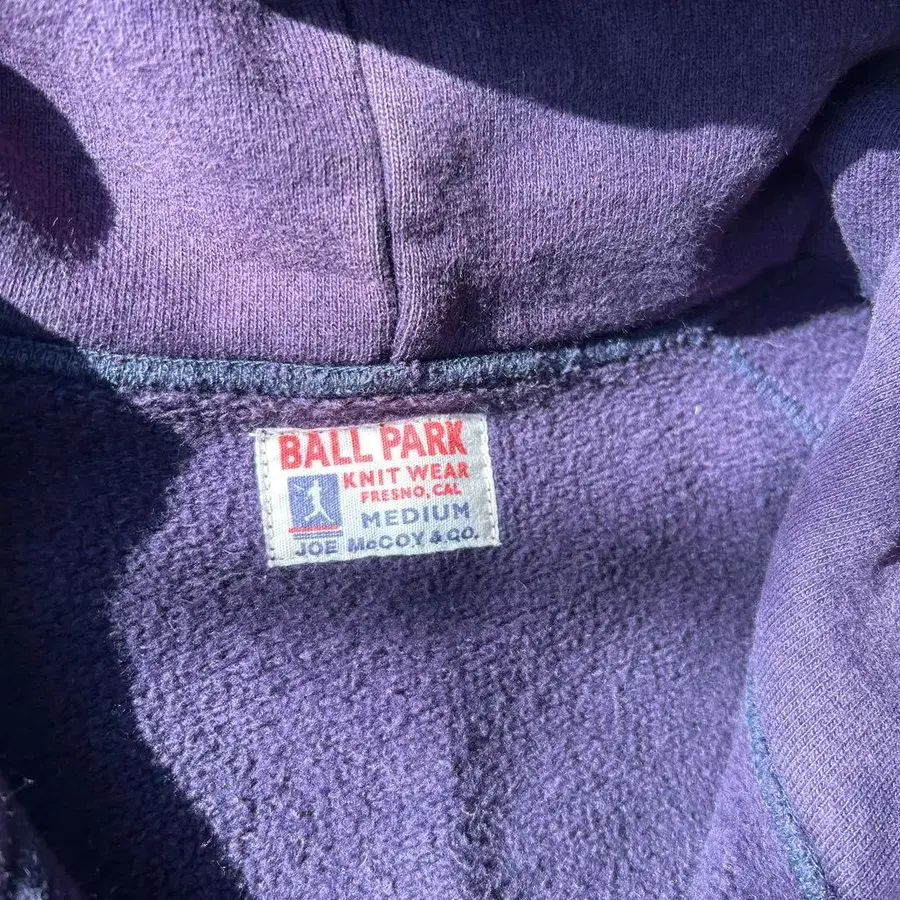 BALL PARK
KNIT WEAR
FRESNO, CAL
MEDIUM
JOE McCOY & CO.